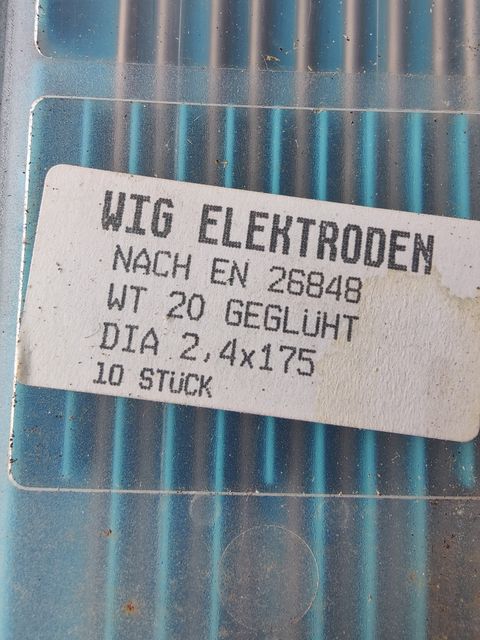 WIG ELEKTRODEN
NACH EN 26848
WT 20 GEGLÜHT
DIA 2,4x175
10 STÜCK